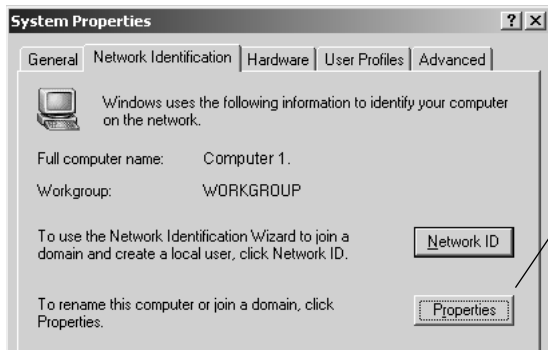 System Properties
? ×
General Network Identification Hardware User Profiles Advanced
Windows uses the following information to identify your computer
on the network.
Full computer name: Computer 1.
Workgroup: WORKGROUP
To use the Network Identification Wizard to join a
domain and create a local user, click Network ID.
Network ID
To rename this computer or join a domain, click
Properties.
Properties